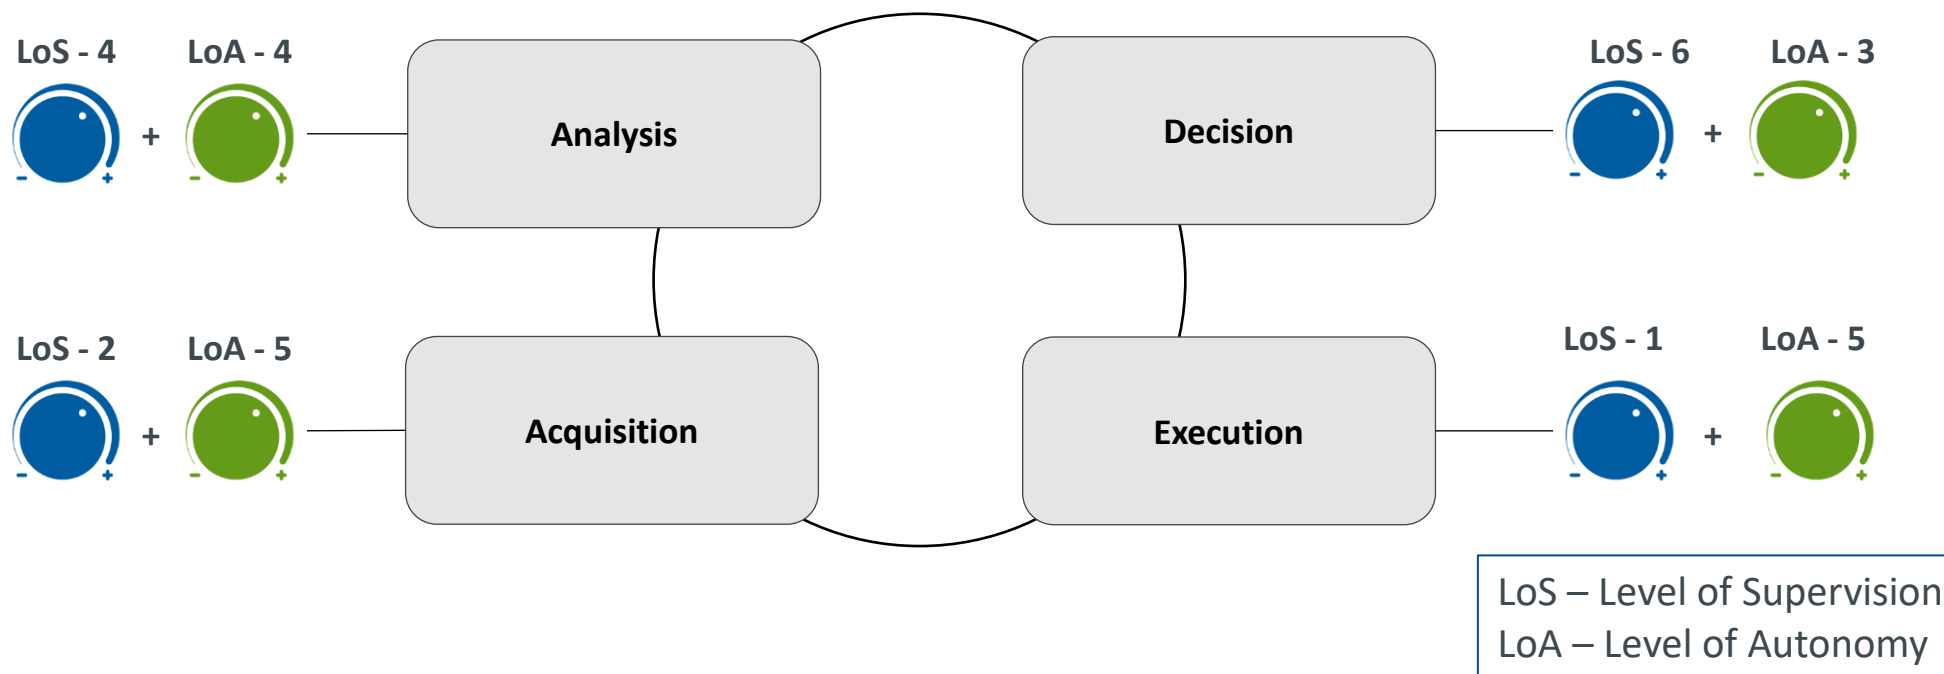 LoS - 4 LoA - 4
- + + - +
Analysis
Decision
LoS - 6 LoA - 3
- + + - +
LoS - 2 LoA - 5
- + + - +
Acquisition
Execution
LoS - 1 LoA - 5
- + + - +
LoS – Level of Supervision
LoA – Level of Autonomy